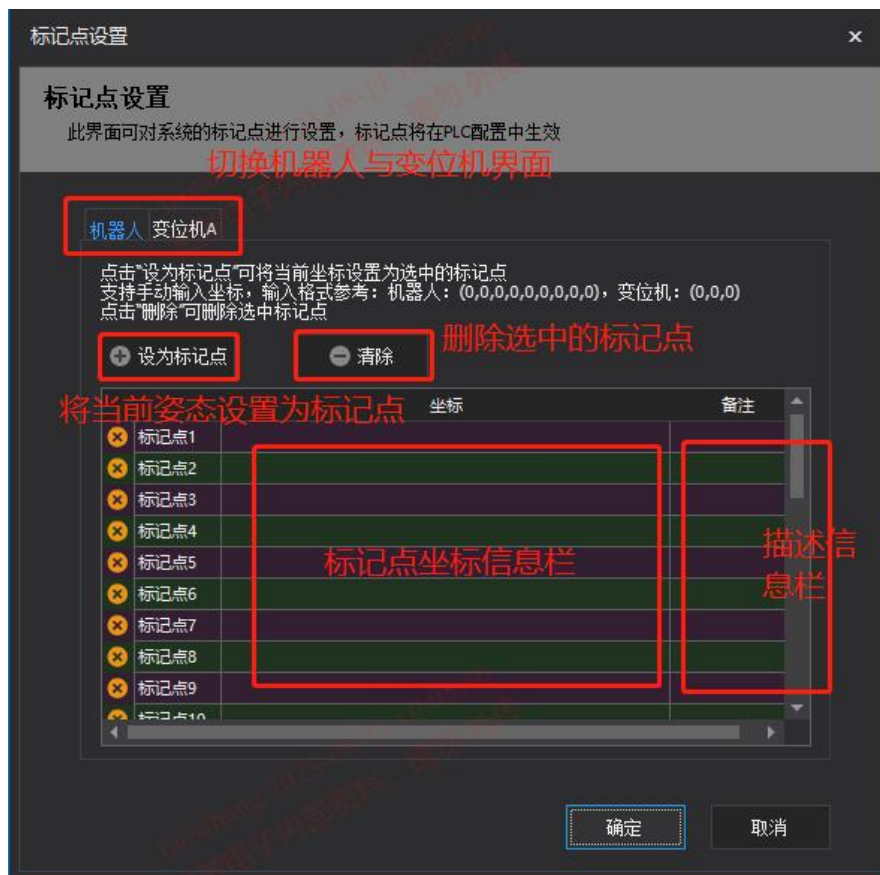 标记点设置
标记点设置
此界面可对系统的标记点进行设置，标记点将在PLC配置中生效
切换机器人与变位机界面
机器人 变位机A
点击"设为标记点"可将当前坐标设置为选中的标记点
支持手动输入坐标，输入格式参考：机器人：(0,0,0,0,0,0,0,0,0)，变位机：(0,0,0)
点击"删除"可删除选中标记点
删除选中的标记点
设为标记点 清除
将当前姿态设置为标记点
坐标 备注
标记点1
标记点2
标记点3
标记点4
标记点5
标记点坐标信息栏
描述信
息栏
标记点6
标记点7
标记点8
标记点9
标记点10
确定 取消